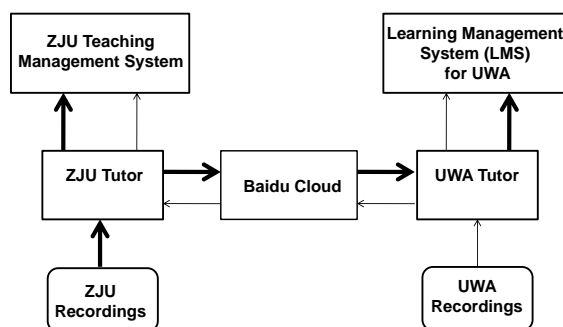 ZJU Teaching
Management System
Learning Management
System (LMS)
for UWA
ZJU Tutor
Baidu Cloud
UWA Tutor
ZJU
Recordings
UWA
Recordings